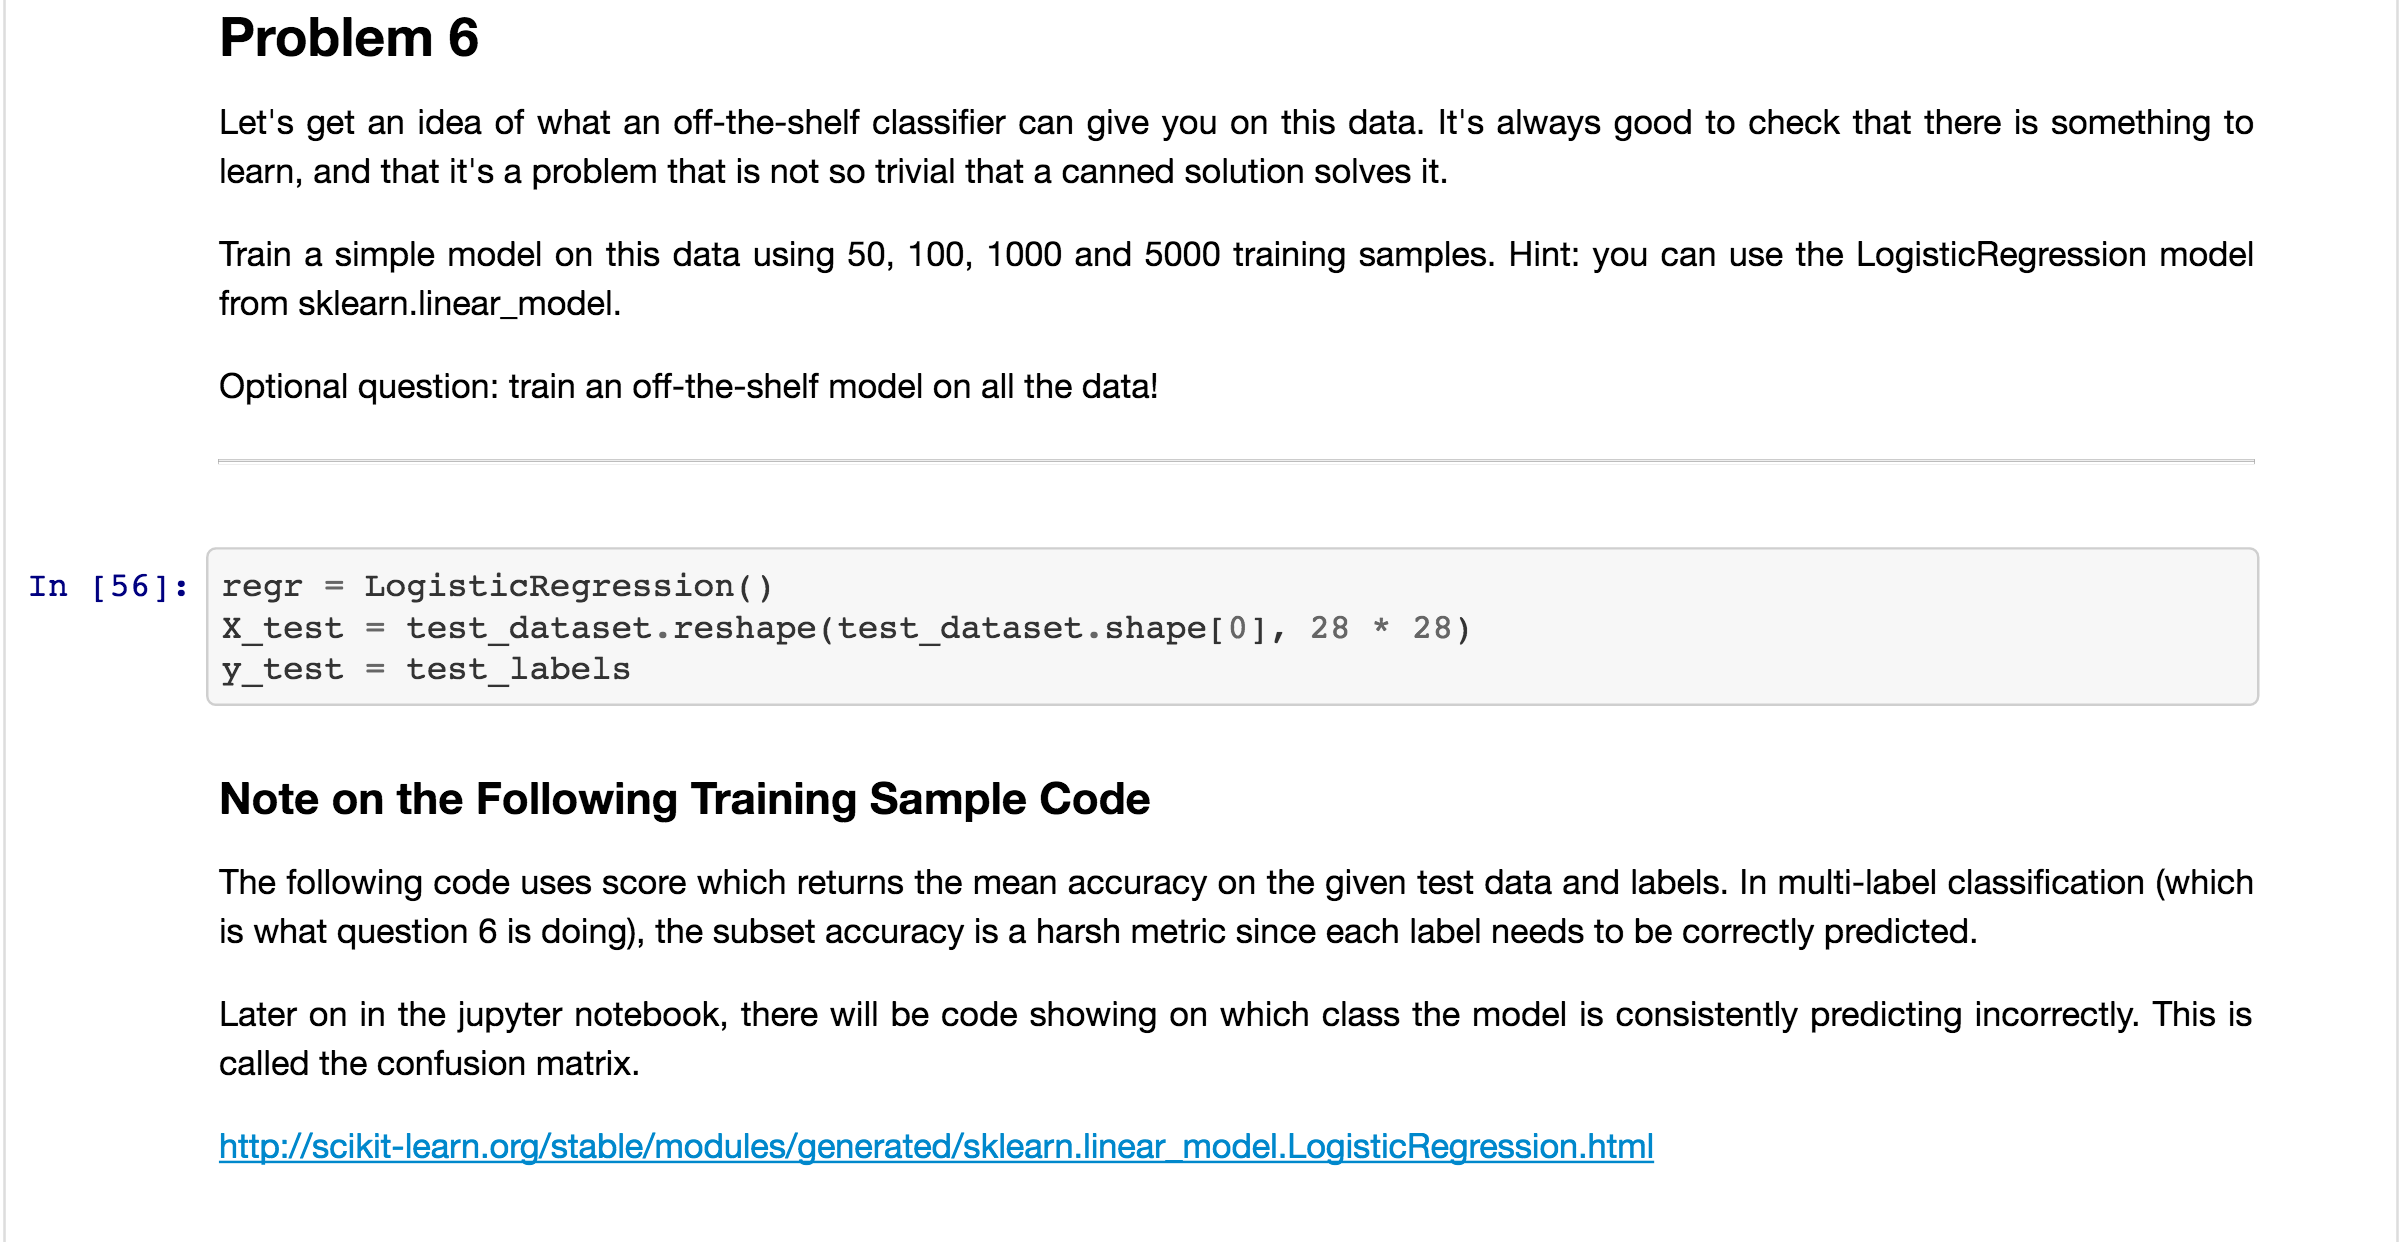 Problem 6
Let's get an idea of what an off-the-shelf classifier can give you on this data. It's always good to check that there is something to
learn, and that it's a problem that is not so trivial that a canned solution solves it.
Train a simple model on this data using 50, 100, 1000 and 5000 training samples. Hint: you can use the LogisticRegression model
from sklearn.linear_model.
Optional question: train an off-the-shelf model on all the data!
In [56]:
regr = LogisticRegression()
X_test = test_dataset.reshape(test_dataset.shape[0], 28 * 28)
y_test = test_labels
Note on the Following Training Sample Code
The following code uses score which returns the mean accuracy on the given test data and labels. In multi-label classification (which
is what question 6 is doing), the subset accuracy is a harsh metric since each label needs to be correctly predicted.
Later on in the jupyter notebook, there will be code showing on which class the model is consistently predicting incorrectly. This is
called the confusion matrix.
http://scikit-learn.org/stable/modules/generated/sklearn.linear_model.LogisticRegression.html